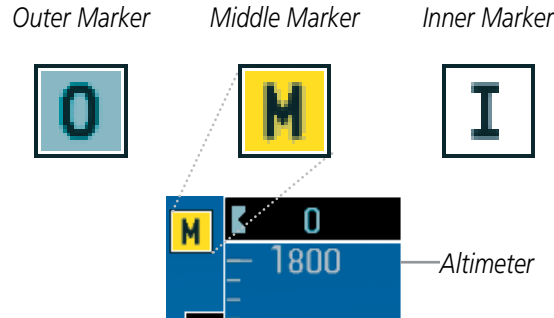 Outer Marker Middle Marker Inner Marker
O M I
M 0
1800 Altimeter